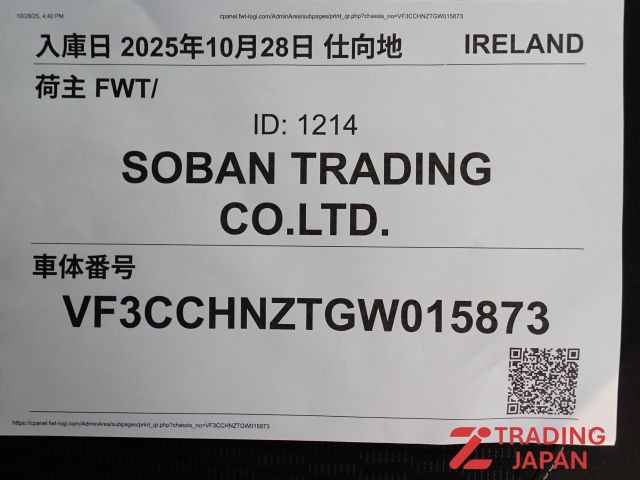 10/28/25, 4:40 PM
cpanel.fwt-logi.com/AdminArea/subpages/print_qr.php?chassis_no=VF3CCHNZTGW015873
入庫日 2025年10月28日 仕向地 IRELAND
荷主 FWT/
ID: 1214
SOBAN TRADING
CO.LTD.
車体番号
VF3CCHNZTGW015873
https://cpanel.fwt-logi.com/AdminArea/subpages/print_qr.php?chassis_no=VF3CCHNZTGW015873
TRADING
JAPAN